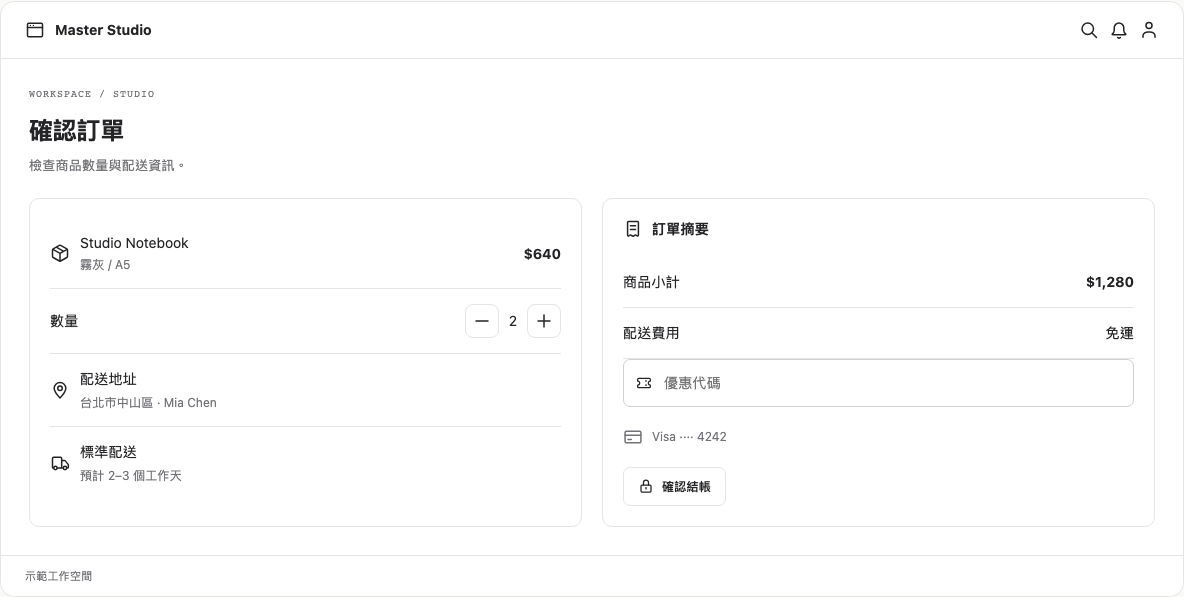 Master Studio
WORKSPACE / STUDIO
確認訂單
檢查商品數量與配送資訊。
Studio Notebook
霧灰 / A5
$640
數量
2
配送地址
台北市中山區 · Mia Chen
標準配送
預計 2–3 個工作天
訂單摘要
商品小計
$1,280
配送費用
免運
優惠代碼
Visa ···· 4242
確認結帳
示範工作空間